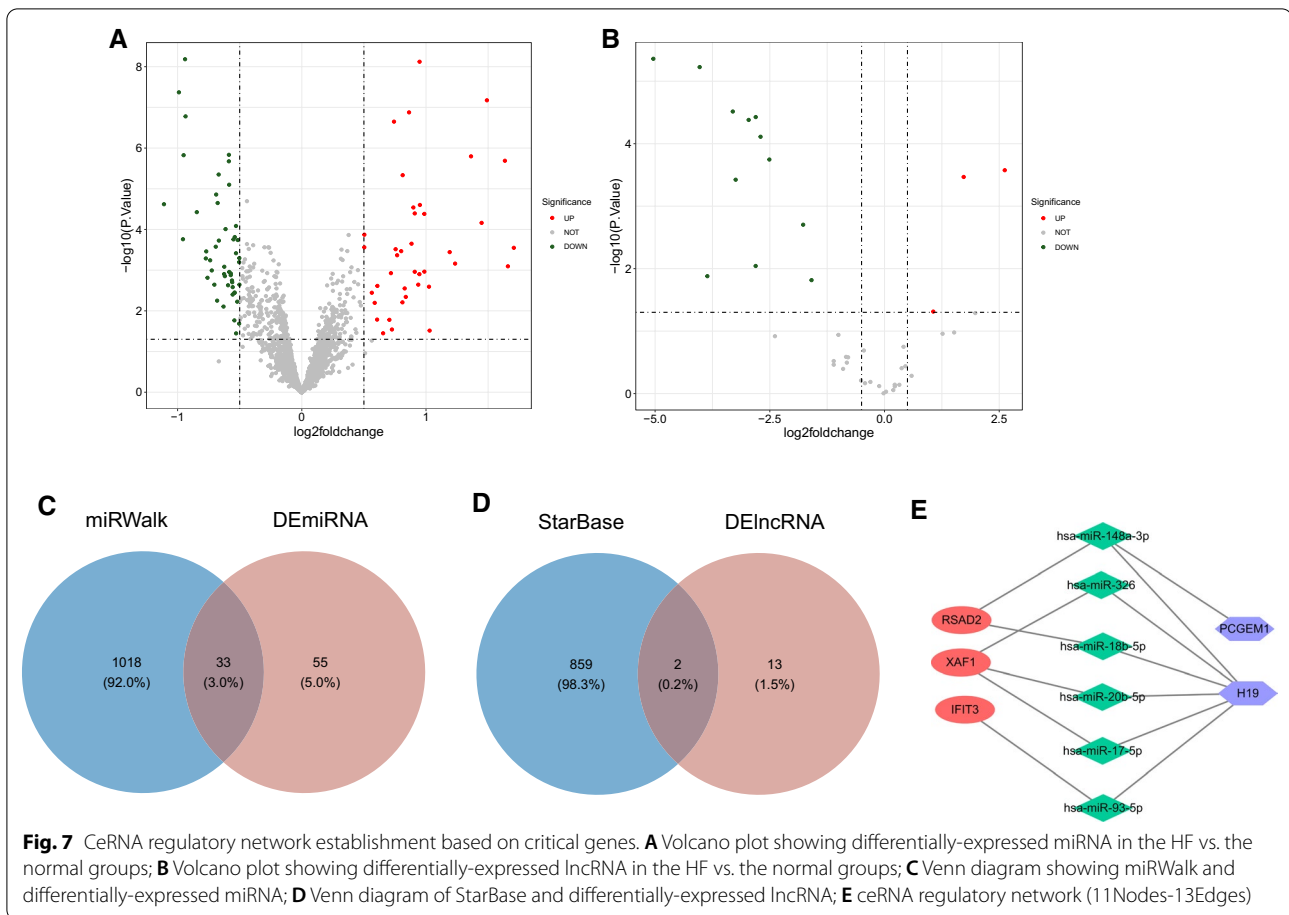 A
8
6
4
2
0
−log10(P.Value)
−1
0
1
log2foldchange
Significance
UP
NOT
DOWN
B
4
−2
0
−log10(P.Value)
−5.0
−2.5
0.0
2.5
log2foldchange
Significance
UP
NOT
DOWN
C
miRWalk
DEmiRNA
1018
(92.0%)
33
(3.0%)
55
(5.0%)
D
StarBase
DElncRNA
859
(98.3%)
2
(0.2%)
13
(1.5%)
E
hsa-miR-148a-3p
hsa-miR-326
RSAD2
PCGEM1
hsa-miR-18b-5p
XAF1
H19
hsa-miR-20b-5p
IFIT3
hsa-miR-17-5p
hsa-miR-93-5p
Fig. 7 CeRNA regulatory network establishment based on critical genes. A Volcano plot showing differentially-expressed miRNA in the HF vs. the
normal groups; B Volcano plot showing differentially-expressed lncRNA in the HF vs. the normal groups; C Venn diagram showing miRWalk and
differentially-expressed miRNA; D Venn diagram of StarBase and differentially-expressed lncRNA; E ceRNA regulatory network (11Nodes-13Edges)